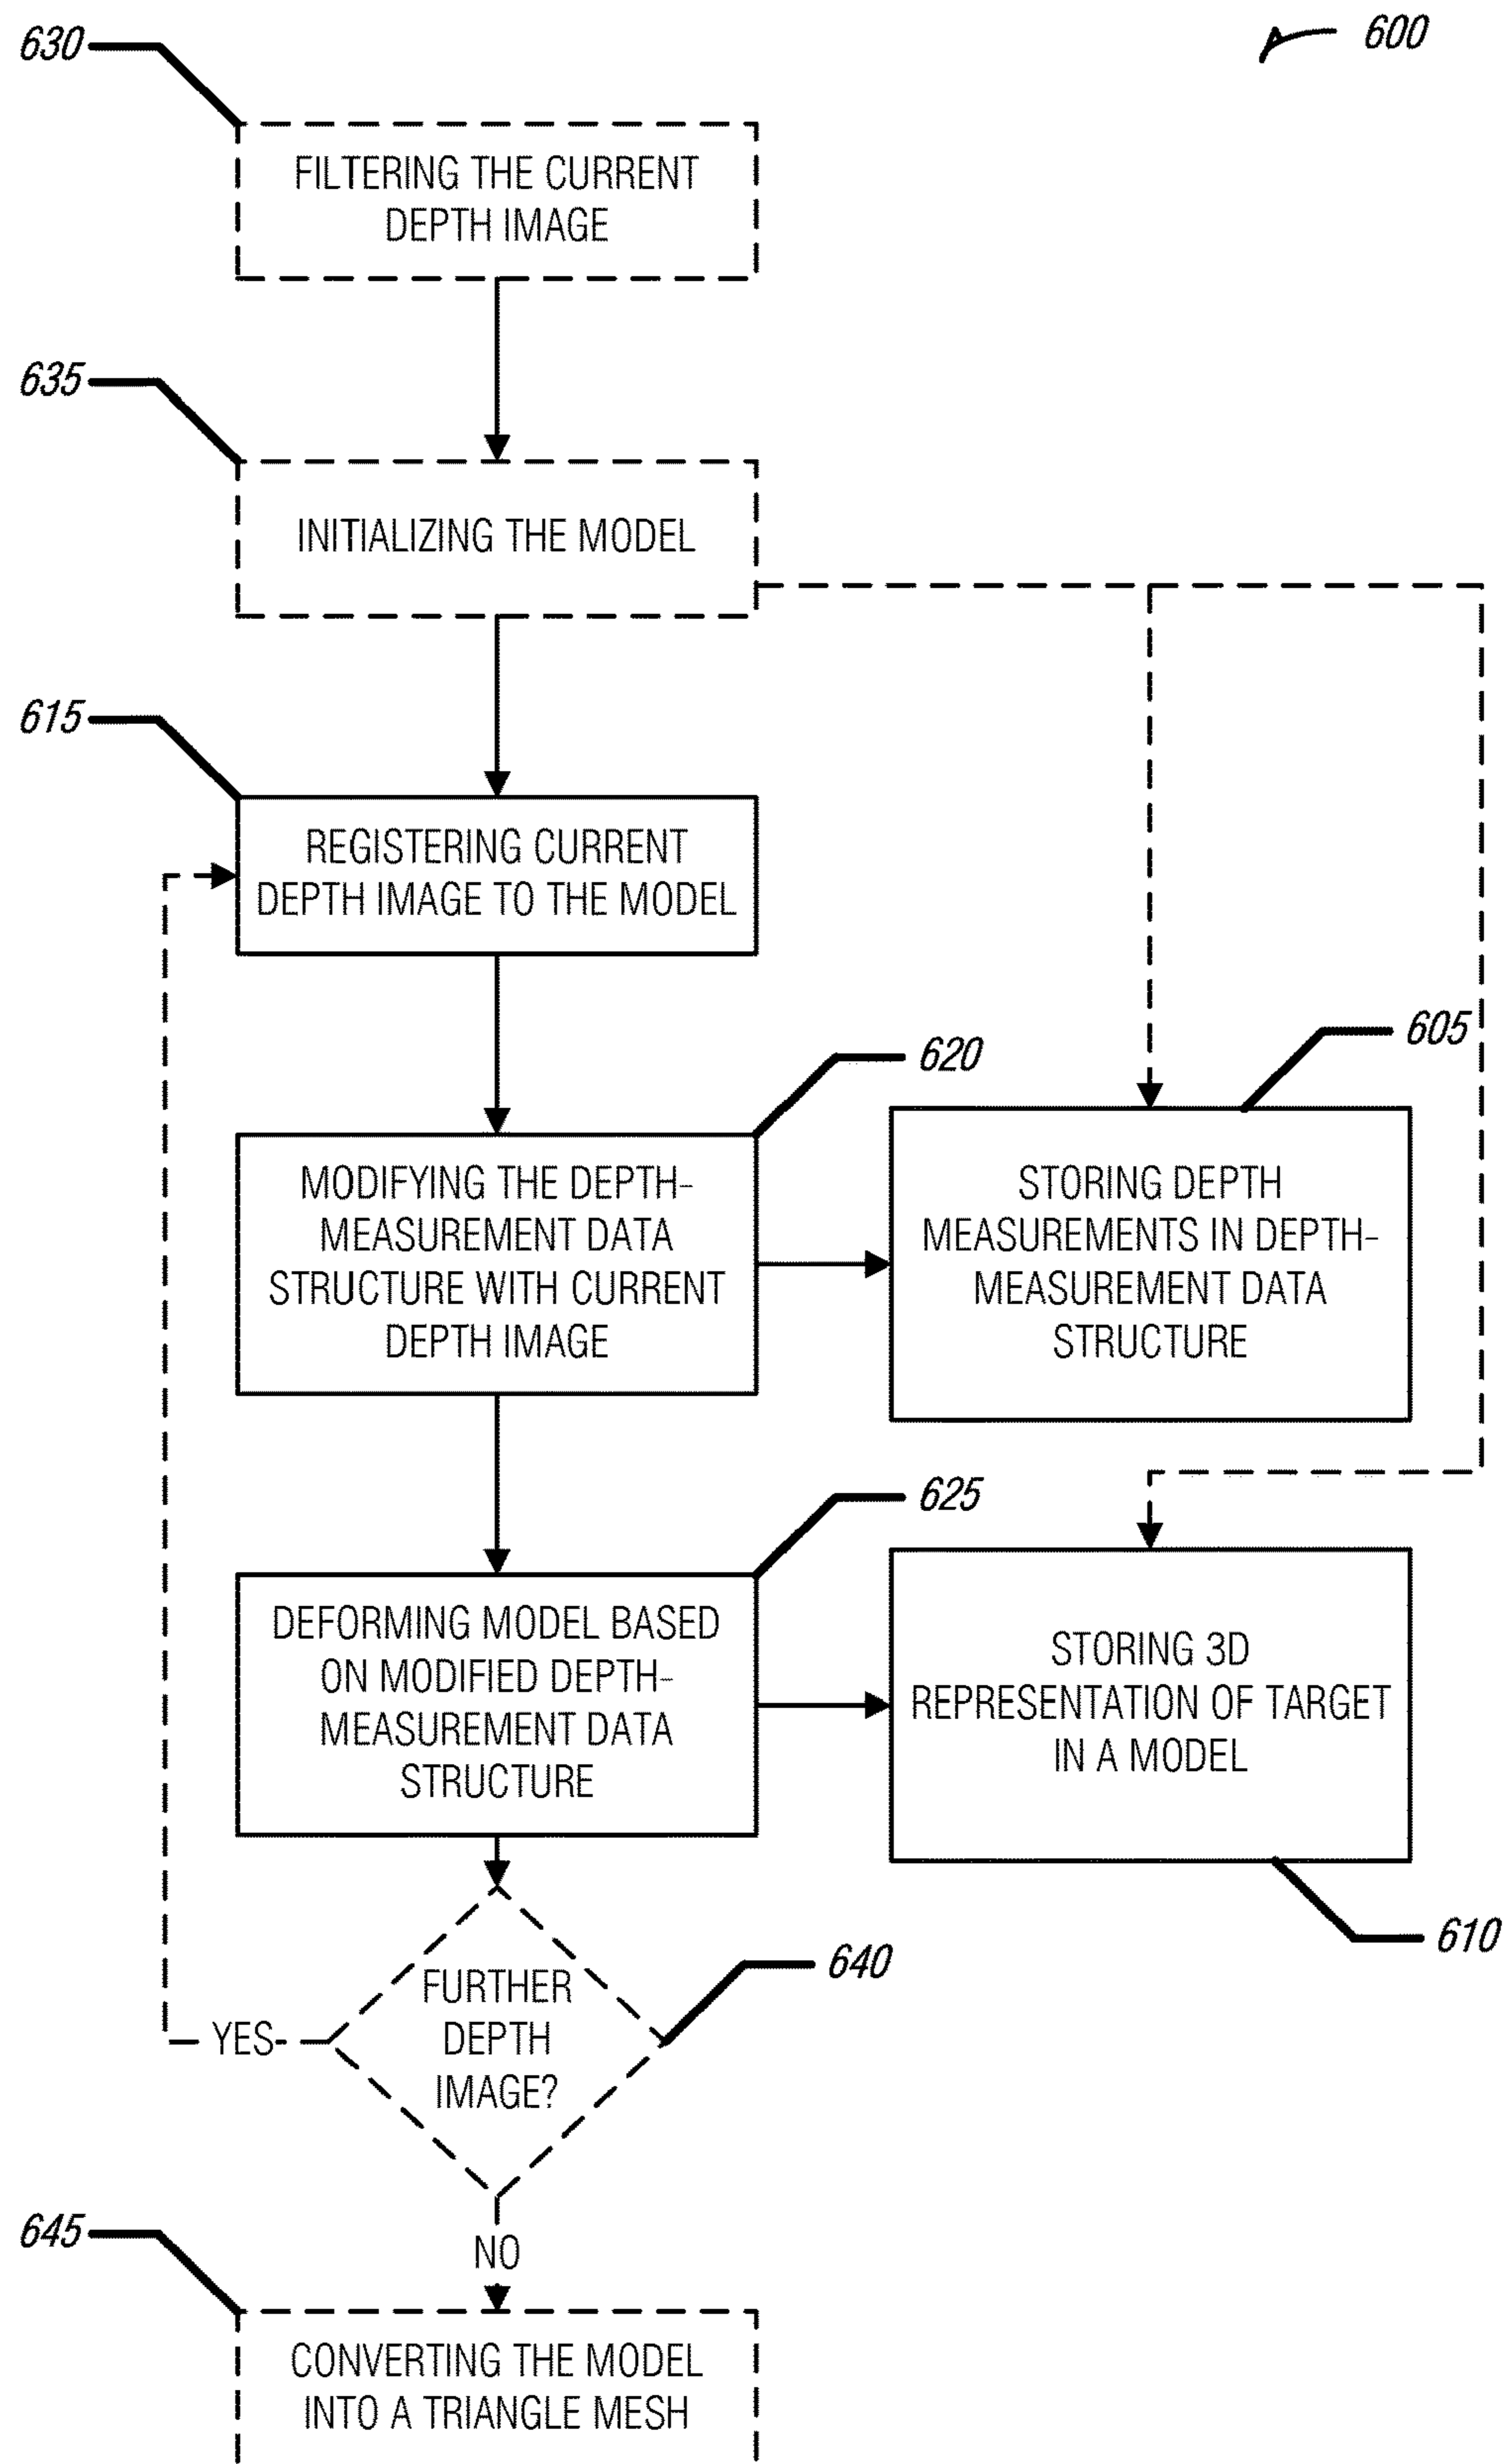 630
600
FILTERING THE CURRENT
DEPTH IMAGE
635
INITIALIZING THE MODEL
615
REGISTERING CURRENT
DEPTH IMAGE TO THE MODEL
620
605
MODIFYING THE DEPTH-
MEASUREMENT DATA
STRUCTURE WITH CURRENT
DEPTH IMAGE
STORING DEPTH
MEASUREMENTS IN DEPTH-
MEASUREMENT DATA
STRUCTURE
625
DEFORMING MODEL BASED
ON MODIFIED DEPTH-
MEASUREMENT DATA
STRUCTURE
STORING 3D
REPRESENTATION OF TARGET
IN A MODEL
610
640
FURTHER
DEPTH
IMAGE?
YES
NO
645
CONVERTING THE MODEL
INTO A TRIANGLE MESH